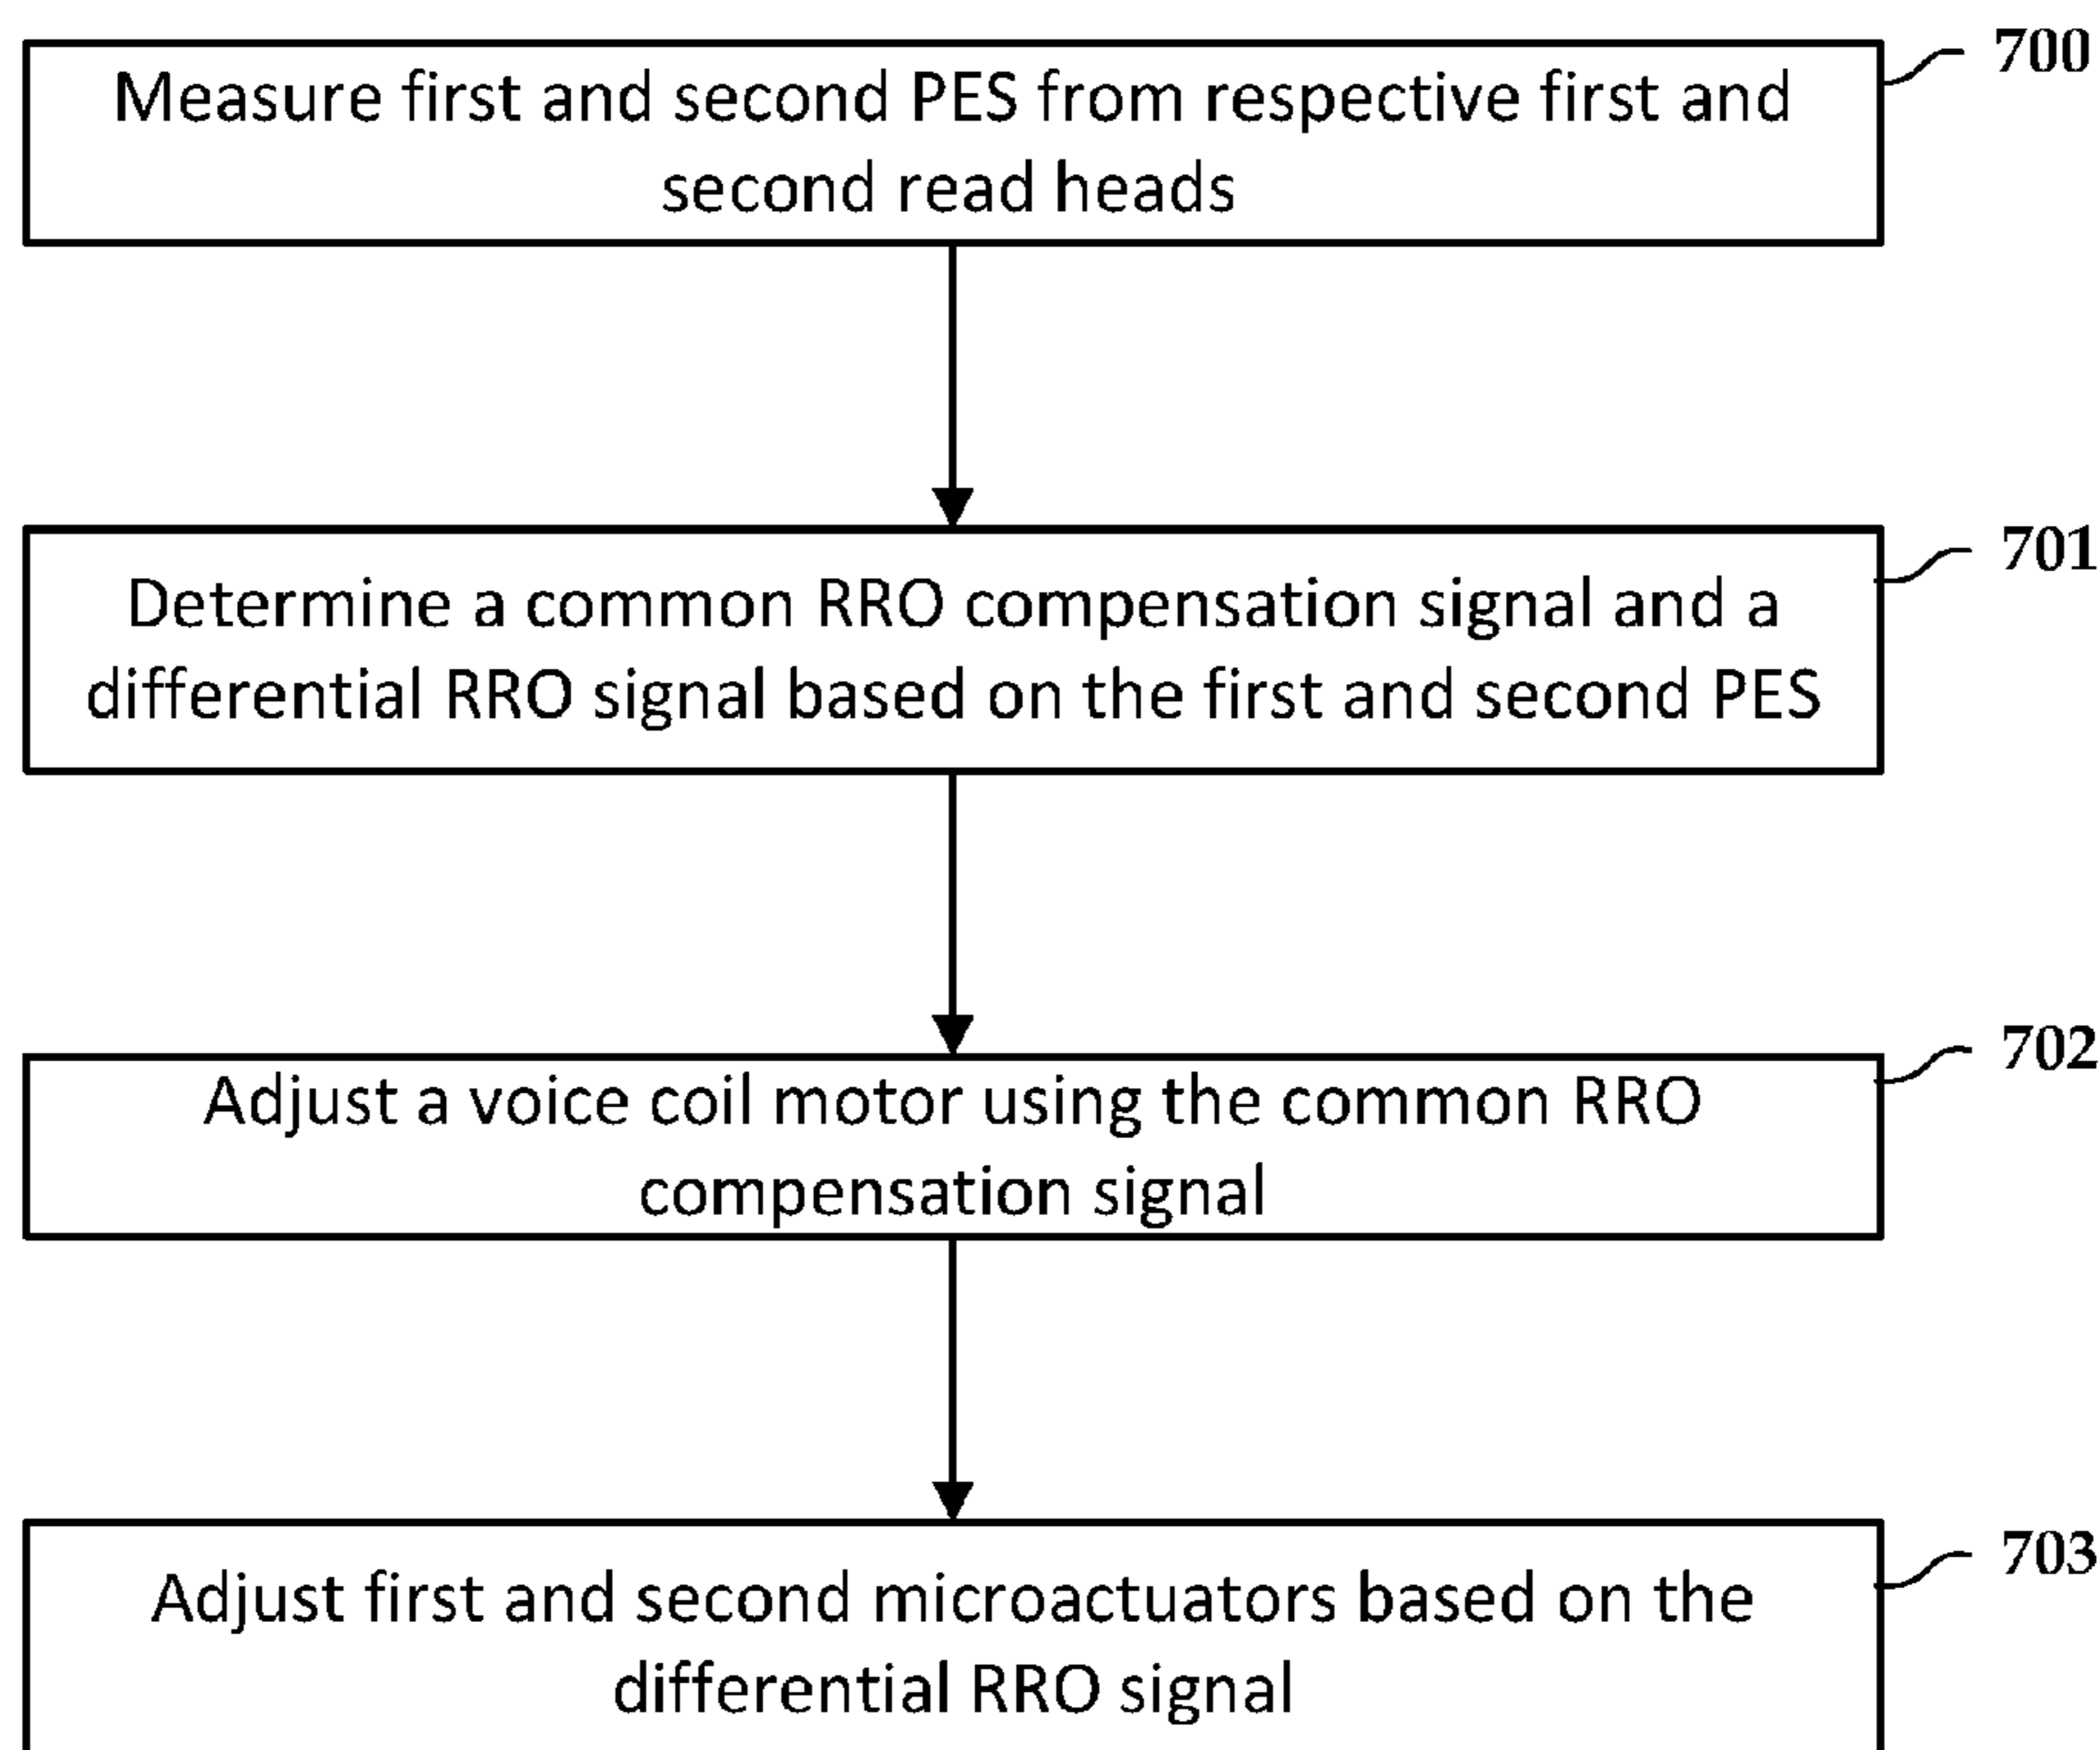 700
Measure first and second PES from respective first and
second read heads
701
Determine a common RRO compensation signal and a
differential RRO signal based on the first and second PES
702
Adjust a voice coil motor using the common RRO
compensation signal
703
Adjust first and second microactuators based on the
differential RRO signal